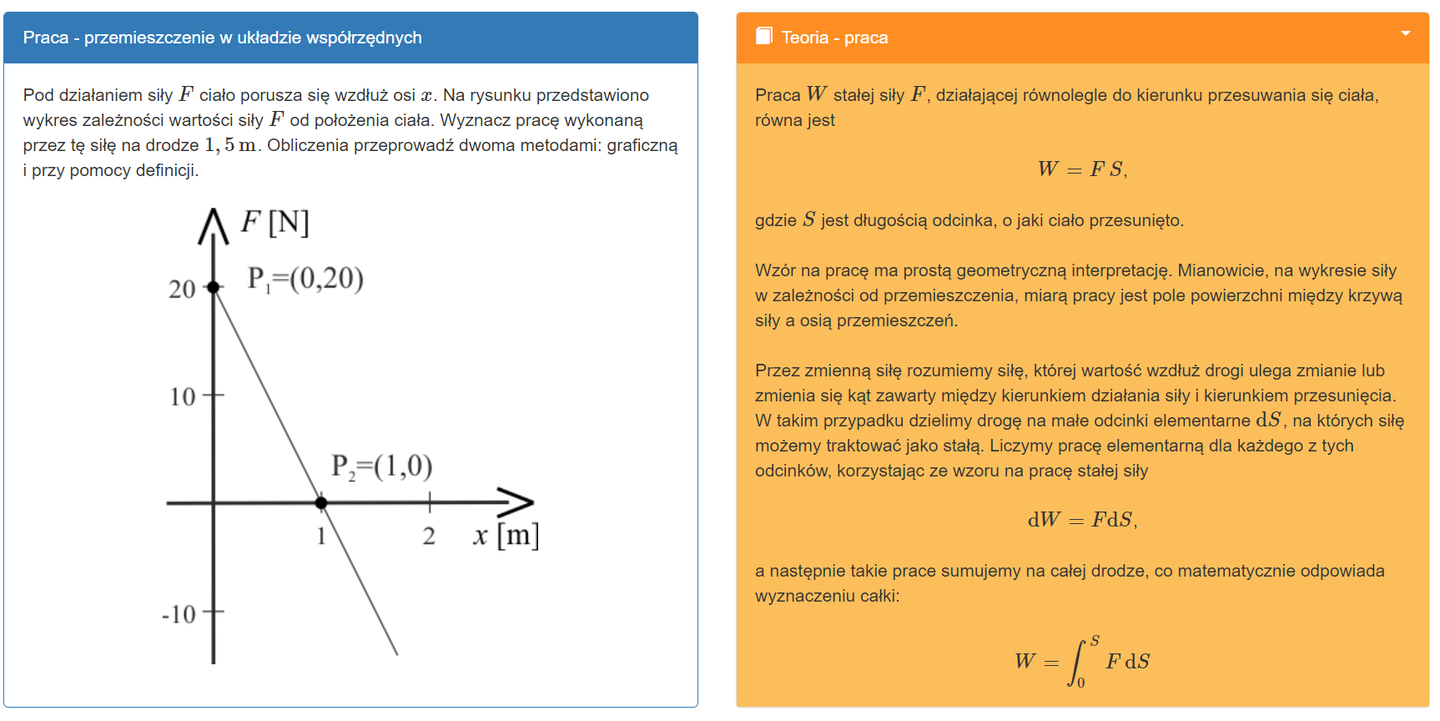 Praca - przemieszczenie w układzie współrzędnych
Pod działaniem siły F ciało porusza się wzdłuż osi x. Na rysunku przedstawiono
wykres zależności wartości siły F od położenia ciała. Wyznacz pracę wykonaną
przez tę siłę na drodze 1,5 m. Obliczenia przeprowadź dwoma metodami: graficzną
i przy pomocy definicji.
F [N]
P₁=(0,20)
20
10
P₂=(1,0)
1
2
x [m]
-10
Teoria - praca
Praca W stałej siły F, działającej równolegle do kierunku przesuwania się ciała,
równa jest
W = F S,
gdzie S jest długością odcinka, o jaki ciało przesunięto.
Wzór na pracę ma prostą geometryczną interpretację. Mianowicie, na wykresie siły
w zależności od przemieszczenia, miarą pracy jest pole powierzchni między krzywą
siły a osią przemieszczeń.
Przez zmienną siłę rozumiemy siłę, której wartość wzdłuż drogi ulega zmianie lub
zmienia się kąt zawarty między kierunkiem działania siły i kierunkiem przesunięcia.
W takim przypadku dzielimy drogę na małe odcinki elementarne dS, na których siłę
możemy traktować jako stałą. Liczymy pracę elementarną dla każdego z tych
odcinków, korzystając ze wzoru na pracę stałej siły
dW = FdS,
a następnie takie prace sumujemy na całej drodze, co matematycznie odpowiada
wyznaczeniu całki:
W = ∫₀ˢ F dS